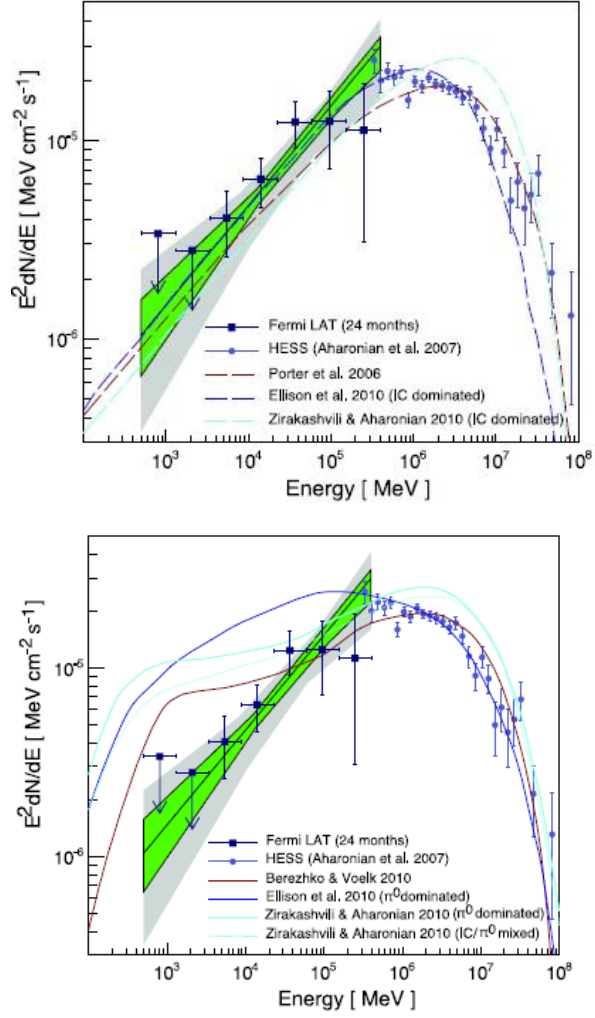 E²dN/dE [ MeV cm⁻² s⁻¹ ]
10⁻⁵
10⁻⁶
Fermi LAT (24 months)
HESS (Aharonian et al. 2007)
Porter et al. 2006
Ellison et al. 2010 (IC dominated)
Zirakashvili & Aharonian 2010 (IC dominated)
10³ 10⁴ 10⁵ 10⁶ 10⁷ 10⁸
Energy [ MeV ]
E²dN/dE [ MeV cm⁻² s⁻¹ ]
10⁻⁵
10⁻⁶
Fermi LAT (24 months)
HESS (Aharonian et al. 2007)
Berezhko & Voelk 2010
Ellison et al. 2010 (π⁰ dominated)
Zirakashvili & Aharonian 2010 (π⁰ dominated)
Zirakashvili & Aharonian 2010 (IC/π⁰ mixed)
10³ 10⁴ 10⁵ 10⁶ 10⁷ 10⁸
Energy [ MeV ]